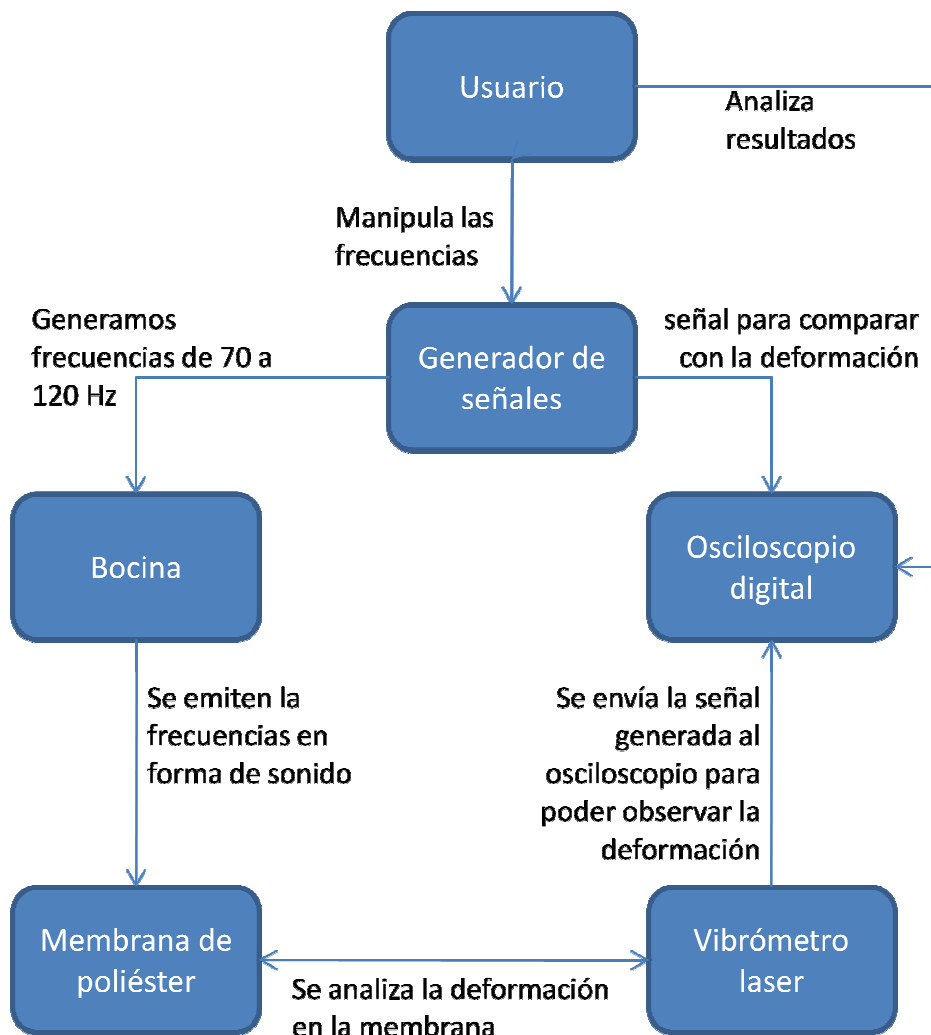 Usuario
Analiza
resultados
Manipula las
frecuencias
Generamos
frecuencias de 70 a
120 Hz
Generador de
señales
señal para comparar
con la deformación
Bocina
Osciloscopio
digital
Se emiten la
frecuencias en
forma de sonido
Se envía la señal
generada al
osciloscopio para
poder observar la
deformación
Membrana de
poliéster
Se analiza la deformación
en la membrana
Vibrómetro
laser